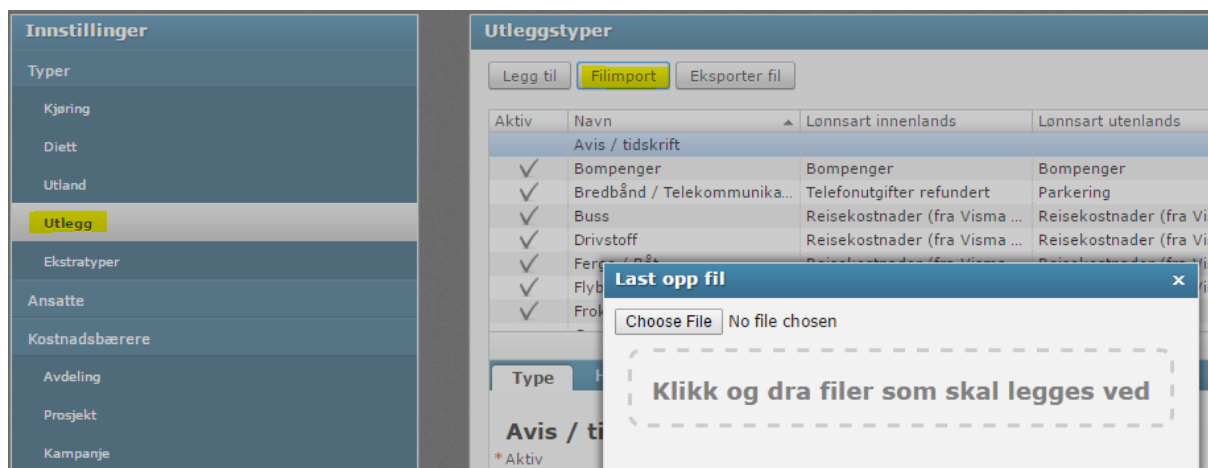 Innstillinger
Typer
Kjøring
Diett
Utland
Utlegg
Ekstratyper
Ansatte
Kostnadsbærere
Avdeling
Prosjekt
Kampanje
Utleggstyper
Legg til Filimport Eksporter fil
Aktiv Navn Lønnsart innenlands Lønnsart utenlands
Avis / tidskrift
Bompenger Bompenger Bompenger
Bredbånd / Telekommunika... Telefonutgifter refundert Parkering
Buss Reisekostnader (fra Visma ... Reisekostnader (fra Vi
Drivstoff Reisekostnader (fra Visma ... Reisekostnader (fra Vi
Last opp fil x
Choose File No file chosen
Klikk og dra filer som skal legges ved
Type
Avis / ti
*Aktiv